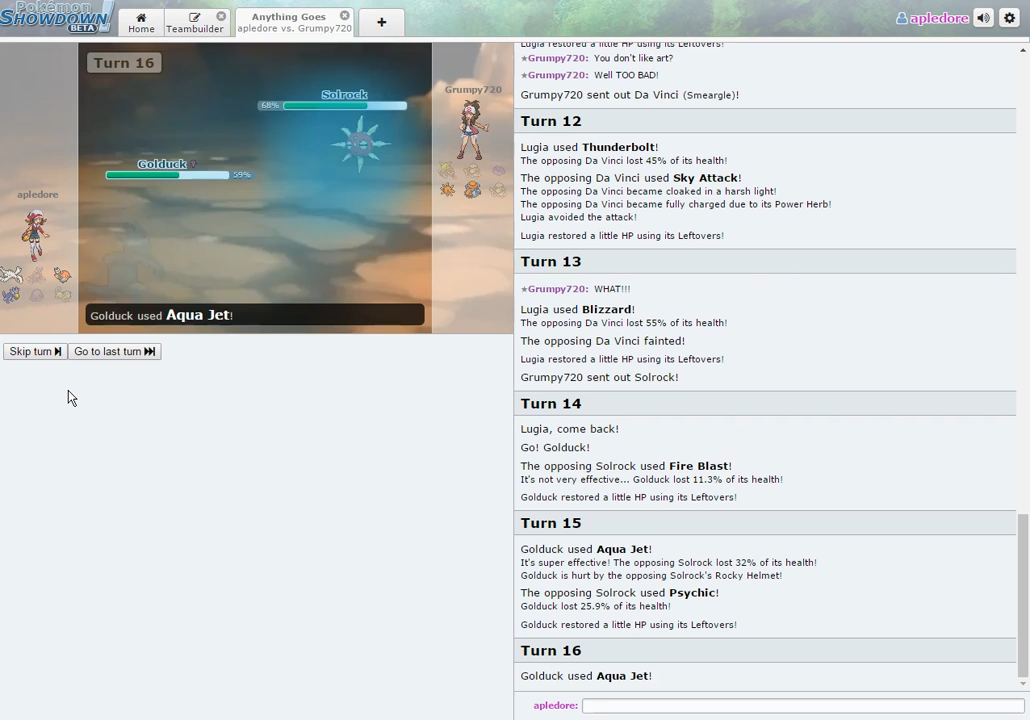 Pokémon
SHOWDOWN
BETA
Home
Teambuilder
Anything Goes
apledore vs. Grumpy720
apledore
Turn 16
Solrock
68%
Grumpy720
Golduck
59%
apledore
Golduck used Aqua Jet!
Skip turn
Go to last turn
Lugia restored a little HP using its Leftovers!
★Grumpy720: You don't like art?
★Grumpy720: Well TOO BAD!
Grumpy720 sent out Da Vinci (Smeargle)!
Turn 12
Lugia used Thunderbolt!
The opposing Da Vinci lost 45% of its health!
The opposing Da Vinci used Sky Attack!
The opposing Da Vinci became cloaked in a harsh light!
The opposing Da Vinci became fully charged due to its Power Herb!
Lugia avoided the attack!
Lugia restored a little HP using its Leftovers!
Turn 13
★Grumpy720: WHAT!!!
Lugia used Blizzard!
The opposing Da Vinci lost 55% of its health!
The opposing Da Vinci fainted!
Lugia restored a little HP using its Leftovers!
Grumpy720 sent out Solrock!
Turn 14
Lugia, come back!
Go! Golduck!
The opposing Solrock used Fire Blast!
It's not very effective... Golduck lost 11.3% of its health!
Golduck restored a little HP using its Leftovers!
Turn 15
Golduck used Aqua Jet!
It's super effective! The opposing Solrock lost 32% of its health!
Golduck is hurt by the opposing Solrock's Rocky Helmet!
The opposing Solrock used Psychic!
Golduck lost 25.9% of its health!
Golduck restored a little HP using its Leftovers!
Turn 16
Golduck used Aqua Jet!
apledore: